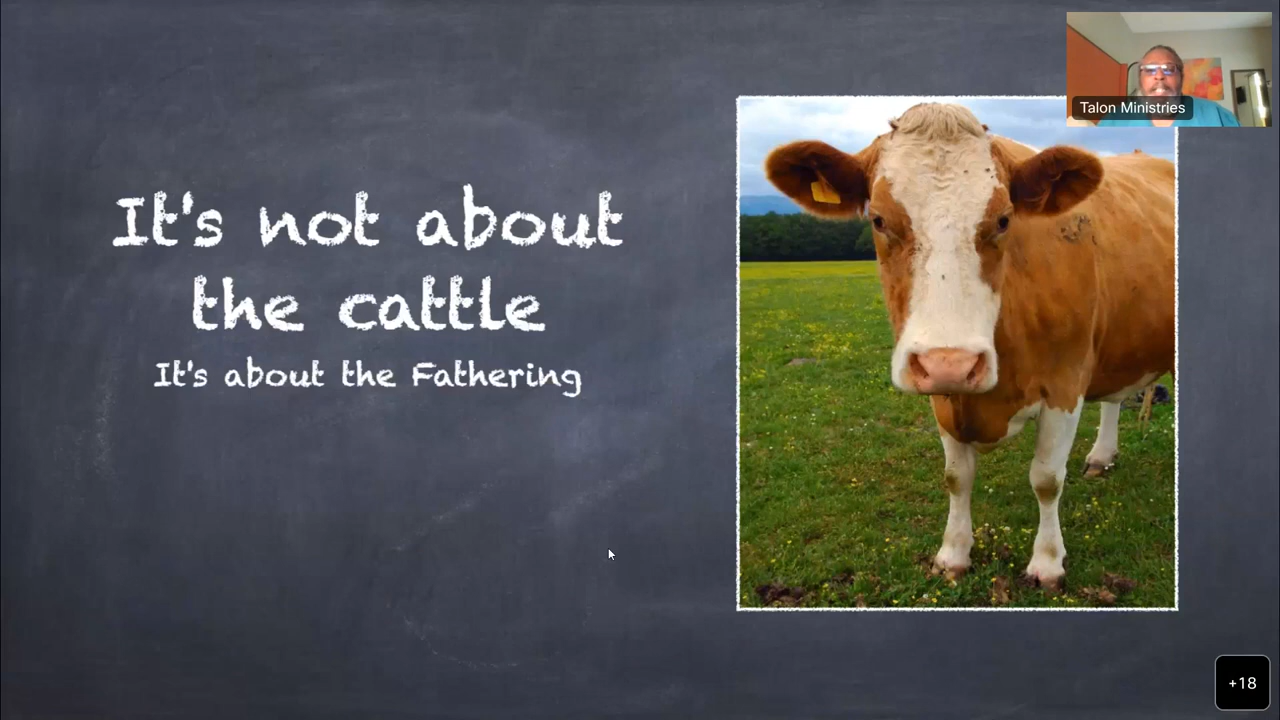 It's not about
the cattle
It's about the Fathering
Talon Ministries
+18